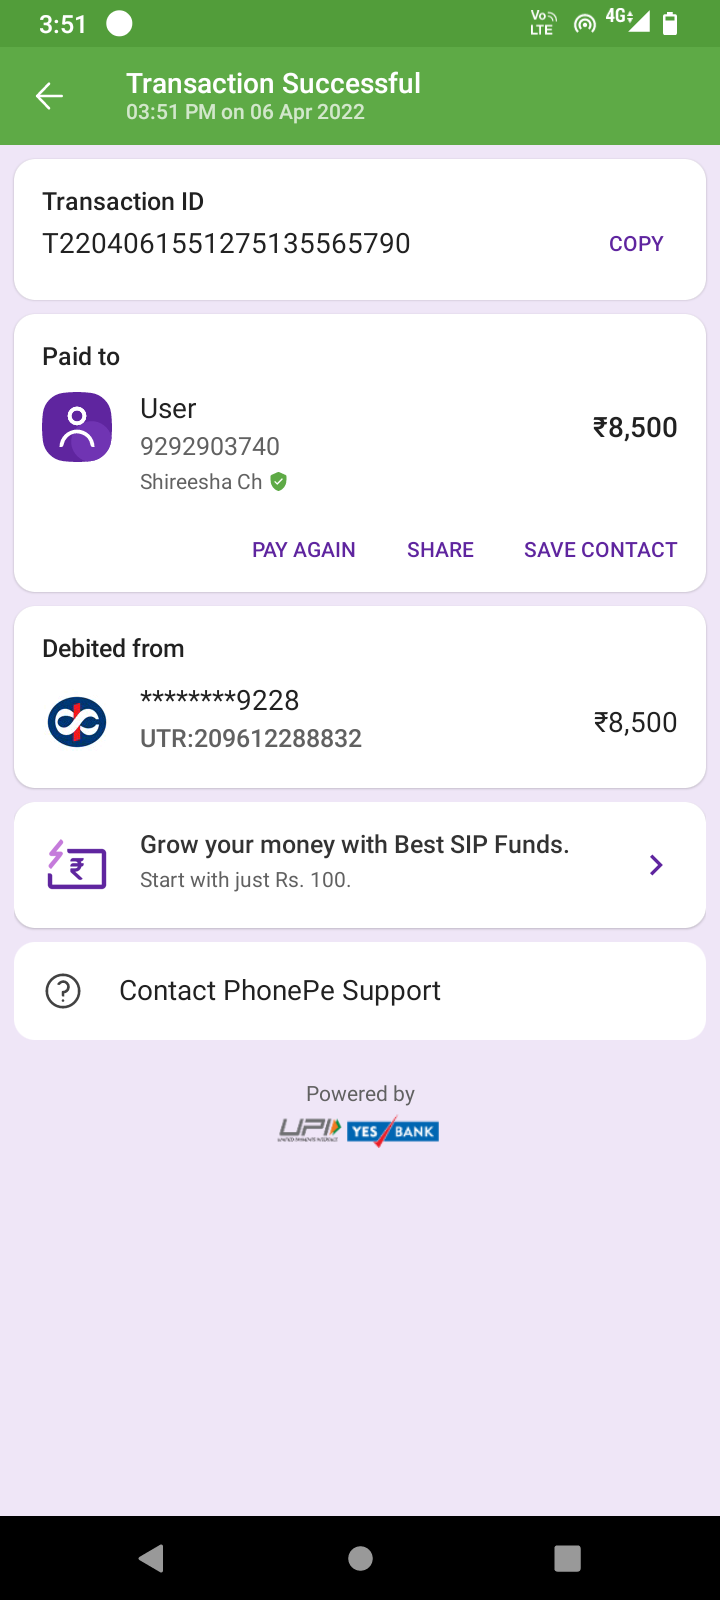 3:51
Vo LTE
4G
Transaction Successful
03:51 PM on 06 Apr 2022
Transaction ID
T2204061551275135565790
COPY
Paid to
User
9292903740
₹8,500
Shireesha Ch
PAY AGAIN SHARE SAVE CONTACT
Debited from
********9228
UTR:209612288832
₹8,500
Grow your money with Best SIP Funds.
Start with just Rs. 100.
Contact PhonePe Support
Powered by
UPI YES BANK
UNIFIED PAYMENTS INTERFACE